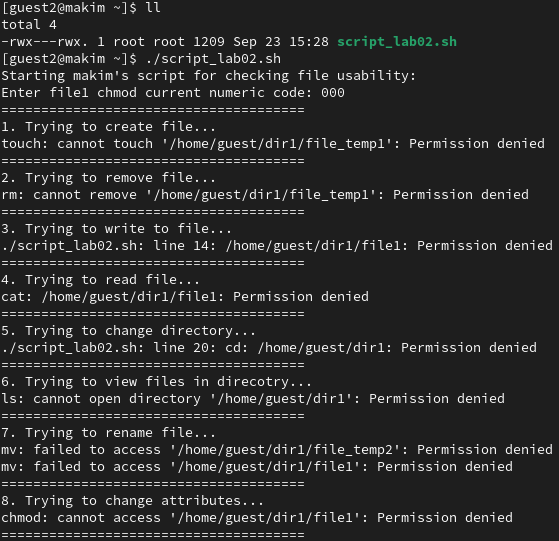 [guest2@makim ~]$ ll
total 4
-rwx---rwx. 1 root root 1209 Sep 23 15:28 script_lab02.sh
[guest2@makim ~]$ ./script_lab02.sh
Starting makim's script for checking file usability:
Enter file1 chmod current numeric code: 000
======================================
1. Trying to create file...
touch: cannot touch '/home/guest/dir1/file_temp1': Permission denied
======================================
2. Trying to remove file...
rm: cannot remove '/home/guest/dir1/file_temp1': Permission denied
======================================
3. Trying to write to file...
./script_lab02.sh: line 14: /home/guest/dir1/file1: Permission denied
======================================
4. Trying to read file...
cat: /home/guest/dir1/file1: Permission denied
======================================
5. Trying to change directory...
./script_lab02.sh: line 20: cd: /home/guest/dir1: Permission denied
======================================
6. Trying to view files in direcotry...
ls: cannot open directory '/home/guest/dir1': Permission denied
======================================
7. Trying to rename file...
mv: failed to access '/home/guest/dir1/file_temp2': Permission denied
mv: failed to access '/home/guest/dir1/file1': Permission denied
======================================
8. Trying to change attributes...
chmod: cannot access '/home/guest/dir1/file1': Permission denied
======================================